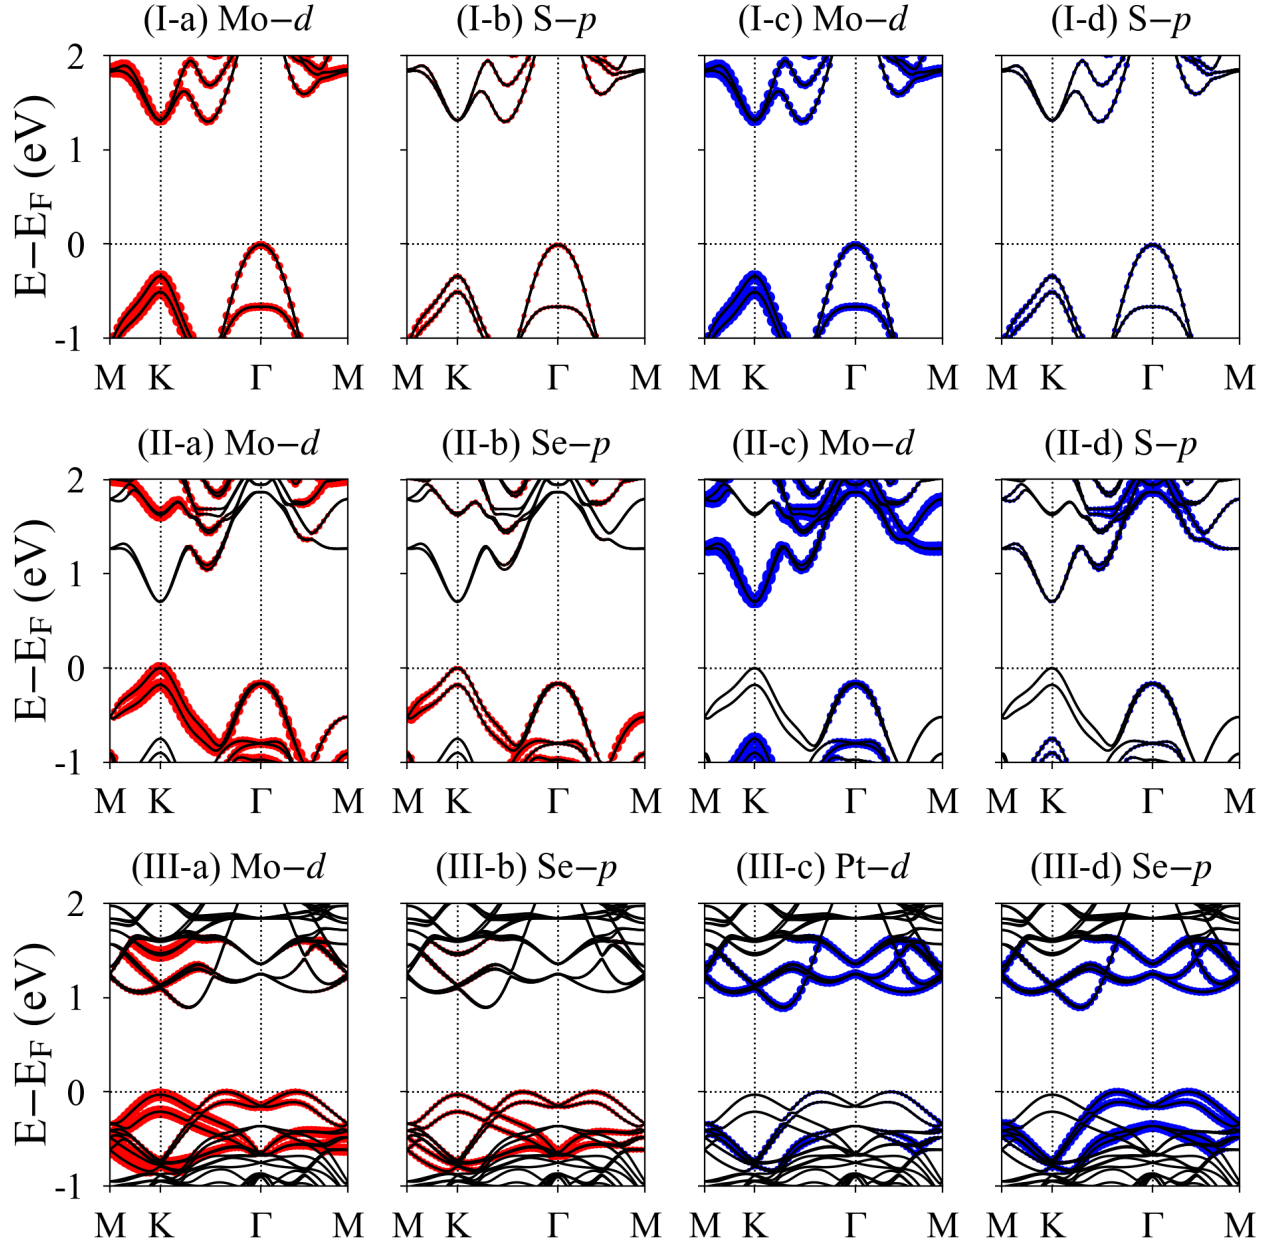 (I-a) Mo−d (I-b) S−p (I-c) Mo−d (I-d) S−p
2
1
0
-1
E−E_F (eV)
M K Γ M M K Γ M M K Γ M M K Γ M
(II-a) Mo−d (II-b) Se−p (II-c) Mo−d (II-d) S−p
2
1
0
-1
E−E_F (eV)
M K Γ M M K Γ M M K Γ M M K Γ M
(III-a) Mo−d (III-b) Se−p (III-c) Pt−d (III-d) Se−p
2
1
0
-1
E−E_F (eV)
M K Γ M M K Γ M M K Γ M M K Γ M